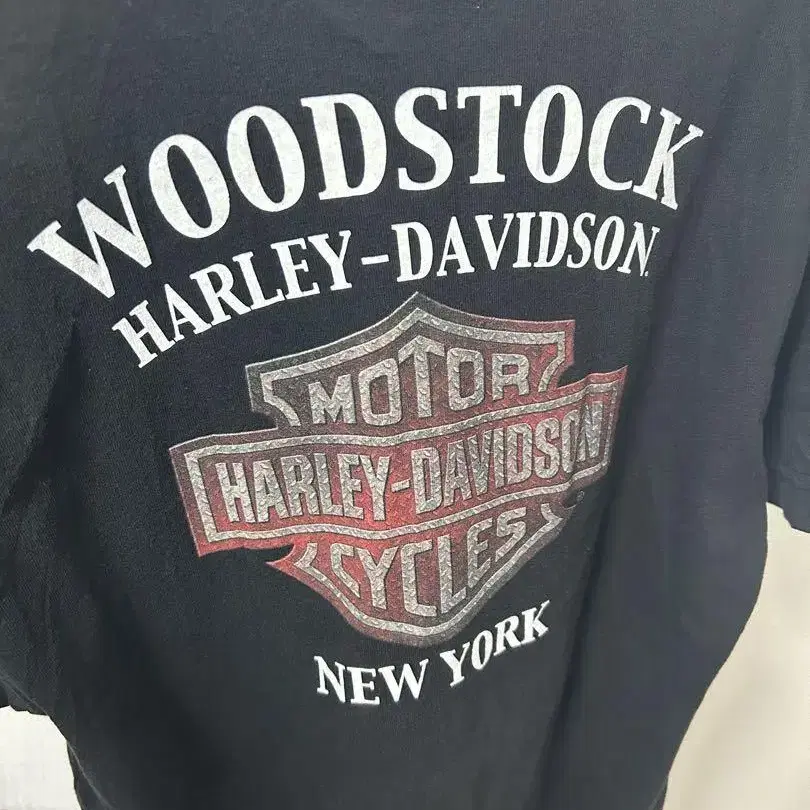 WOODSTOCK
HARLEY-DAVIDSON.
MOTOR
HARLEY-DAVIDSON
CYCLES
®
NEW YORK